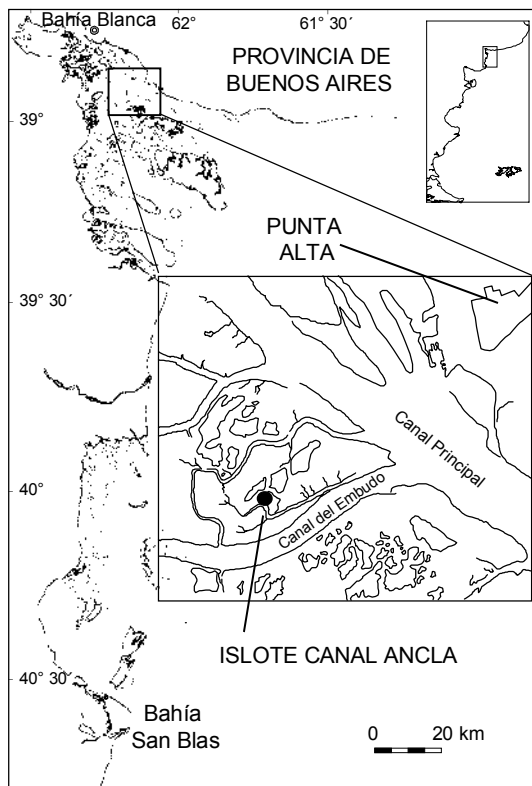 Bahía Blanca
62°
61° 30´
PROVINCIA DE
BUENOS AIRES
39°
PUNTA
ALTA
39° 30´
Canal Principal
40°
Canal del Embudo
ISLOTE CANAL ANCLA
40° 30´
Bahía
San Blas
0 20 km